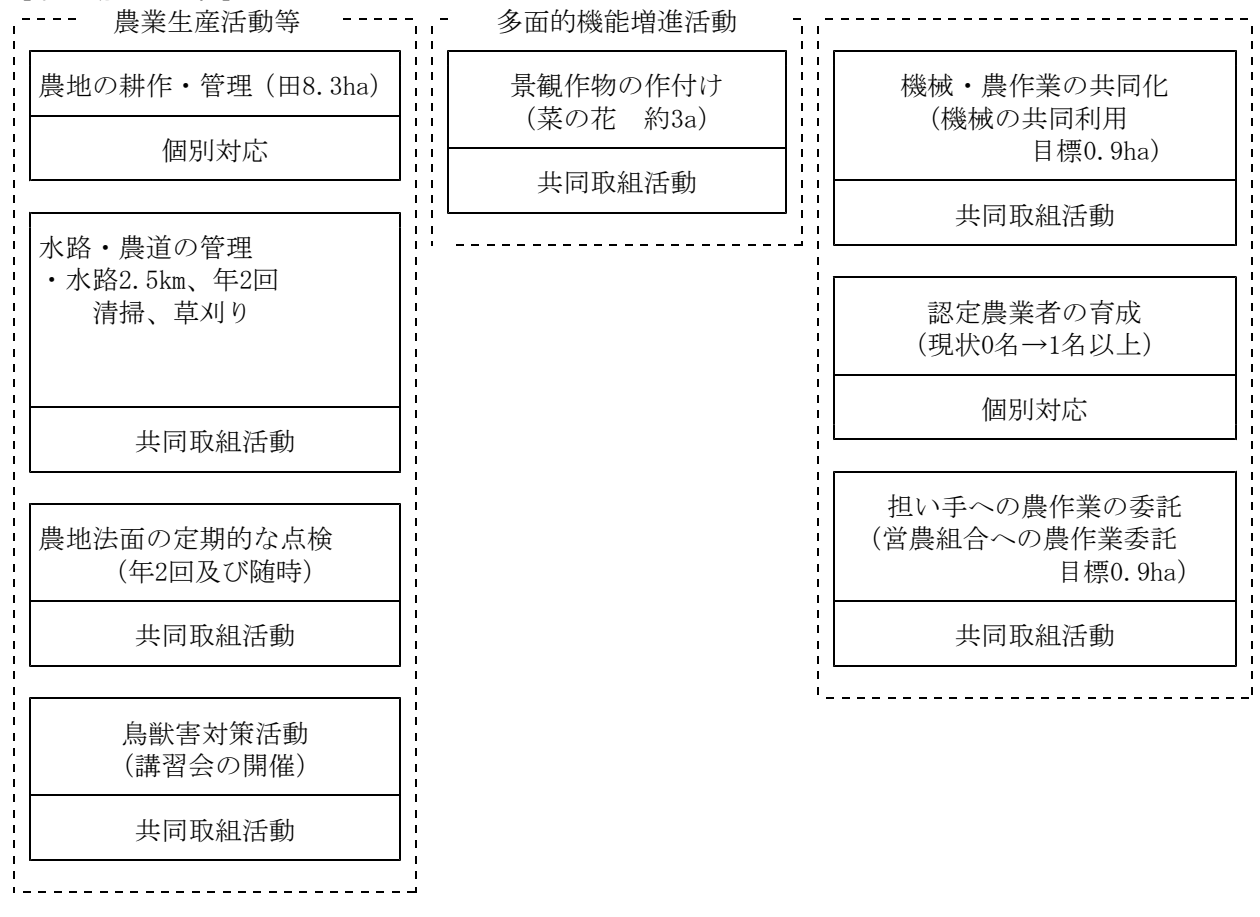 農業生産活動等
農地の耕作・管理（田8.3ha）
個別対応
水路・農道の管理
・水路2.5km、年2回
清掃、草刈り
共同取組活動
農地法面の定期的な点検
（年2回及び随時）
共同取組活動
鳥獣害対策活動
（講習会の開催）
共同取組活動
多面的機能増進活動
景観作物の作付け
（菜の花　約3a）
共同取組活動
機械・農作業の共同化
（機械の共同利用
目標0.9ha）
共同取組活動
認定農業者の育成
（現状0名→1名以上）
個別対応
担い手への農作業の委託
（営農組合への農作業委託
目標0.9ha）
共同取組活動